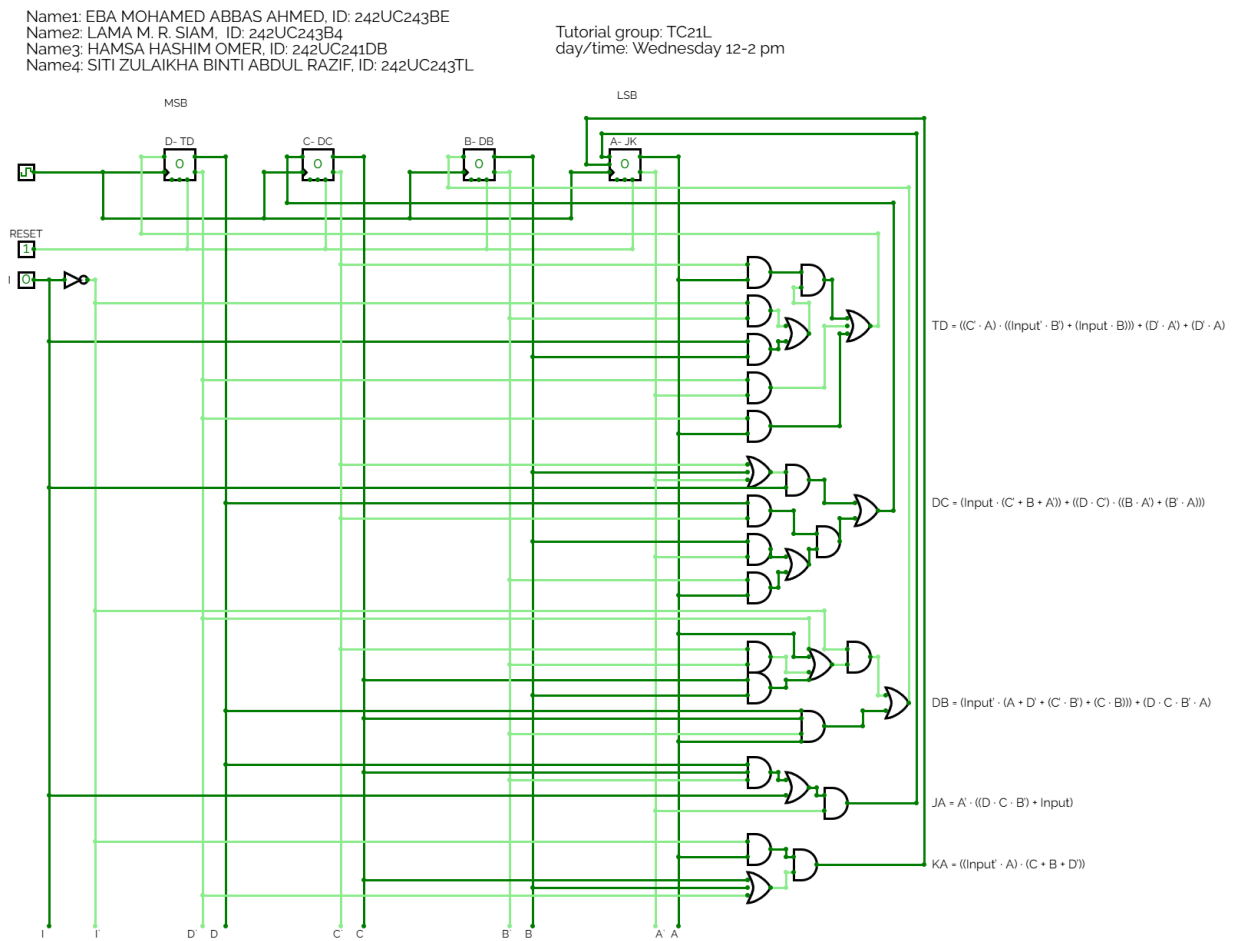 Name1: EBA MOHAMED ABBAS AHMED, ID: 242UC243BE
Name2: LAMA M. R. SIAM, ID: 242UC243B4
Name3: HAMSA HASHIM OMER, ID: 242UC241DB
Name4: SITI ZULAIKHA BINTI ABDUL RAZIF, ID: 242UC243TL
Tutorial group: TC21L
day/time: Wednesday 12-2 pm
MSB
LSB
D- TD
C- DC
B- DB
A- JK
0
0
0
0
RESET
1
I
0
TD = ((C' · A) · ((Input' · B') + (Input · B))) + (D' · A') + (D' · A)
DC = (Input · (C' + B + A')) + ((D · C') · ((B · A') + (B' · A)))
DB = (Input' · (A + D' + (C' · B') + (C · B))) + (D · C · B' · A)
JA = A' · ((D · C · B') + Input)
KA = ((Input' · A) · (C + B + D'))
I
I'
D'
D
C'
C
B'
B
A'
A